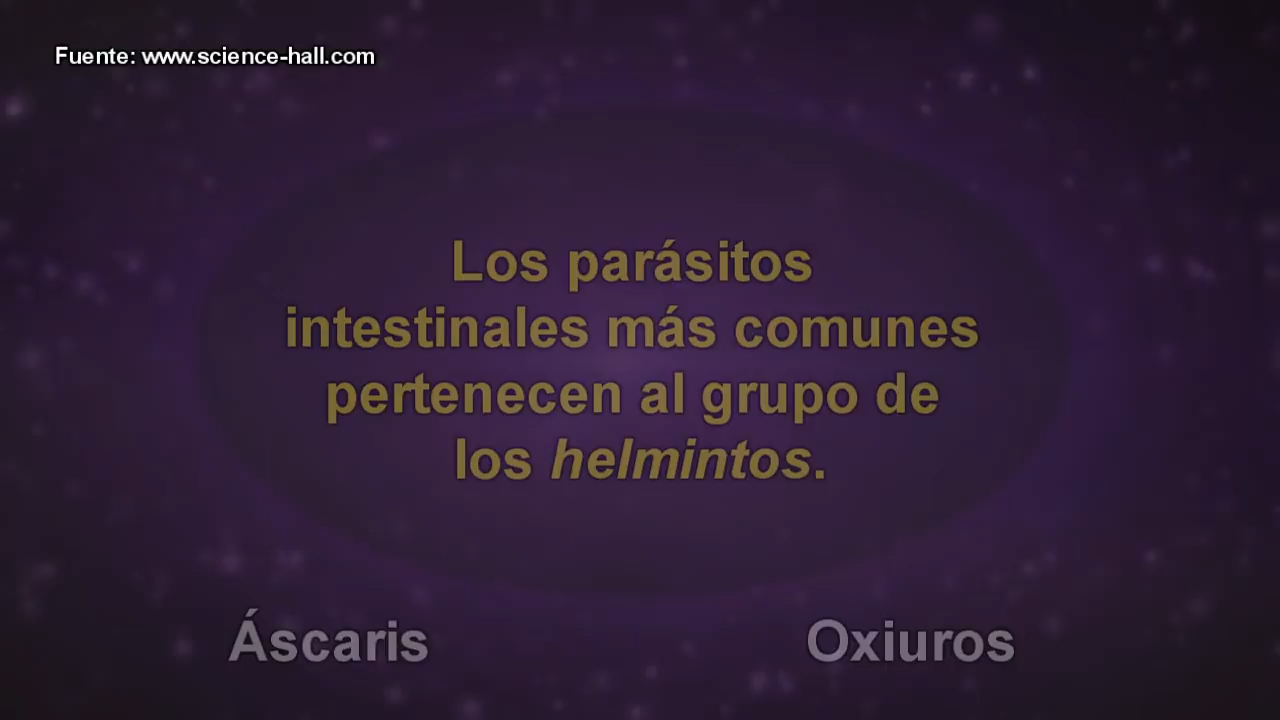 Fuente: www.science-hall.com
Los parásitos
intestinales más comunes
pertenecen al grupo de
los helmintos.
Áscaris
Oxiuros